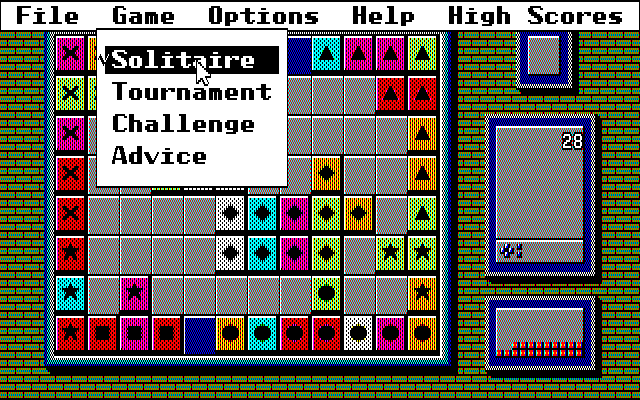 File Game Options Help High Scores
√Solitaire
Tournament
Challenge
Advice
28